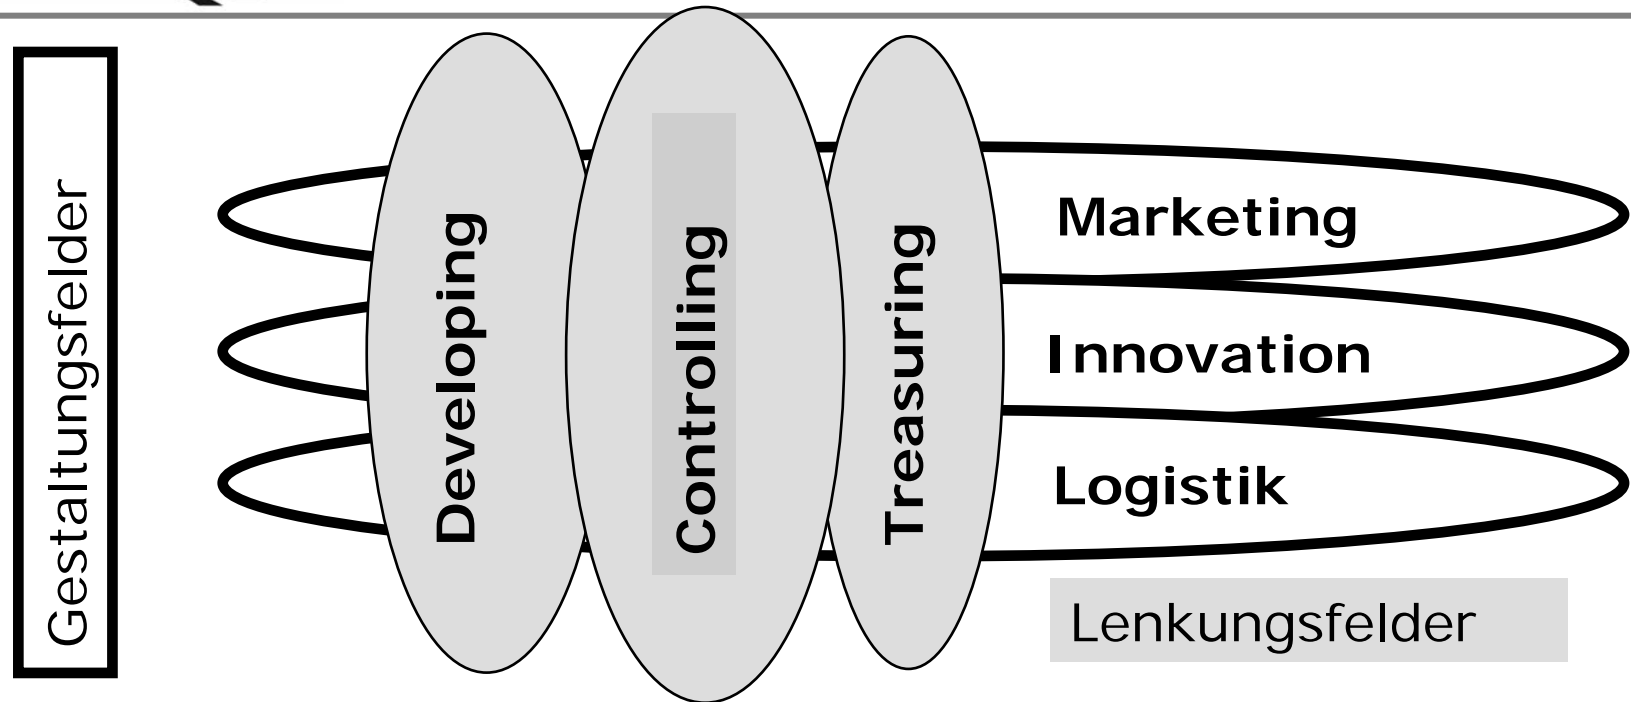 Gestaltungsfelder
Developing
Controlling
Treasuring
Marketing
Innovation
Logistik
Lenkungsfelder